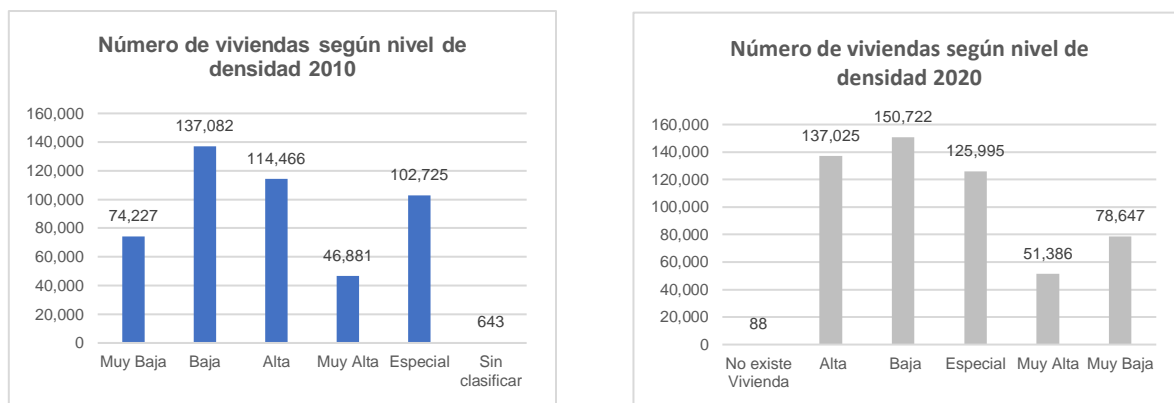 Número de viviendas según nivel de
densidad 2010
160,000
140,000
120,000
100,000
80,000
60,000
40,000
20,000
0
74,227
137,082
114,466
46,881
102,725
643
Muy Baja
Baja
Alta
Muy Alta
Especial
Sin
clasificar
Número de viviendas según nivel de
densidad 2020
160,000
140,000
120,000
100,000
80,000
60,000
40,000
20,000
0
88
137,025
150,722
125,995
51,386
78,647
No existe
Vivienda
Alta
Baja
Especial
Muy Alta
Muy Baja